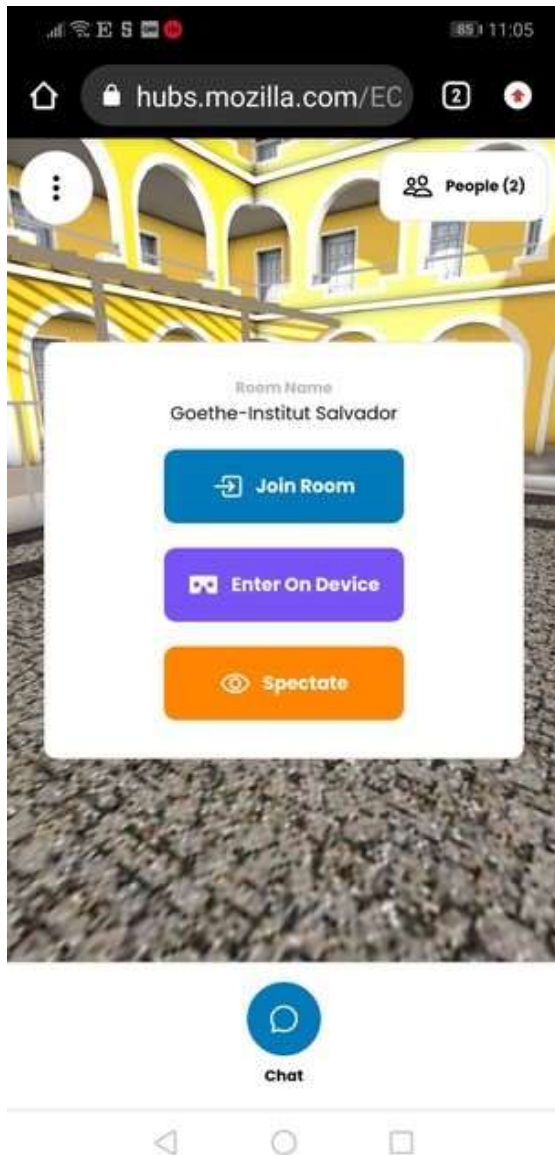 E S 85 11:05
hubs.mozilla.com/EC 2
People (2)
Room Name
Goethe-Institut Salvador
Join Room
Enter On Device
Spectate
Chat